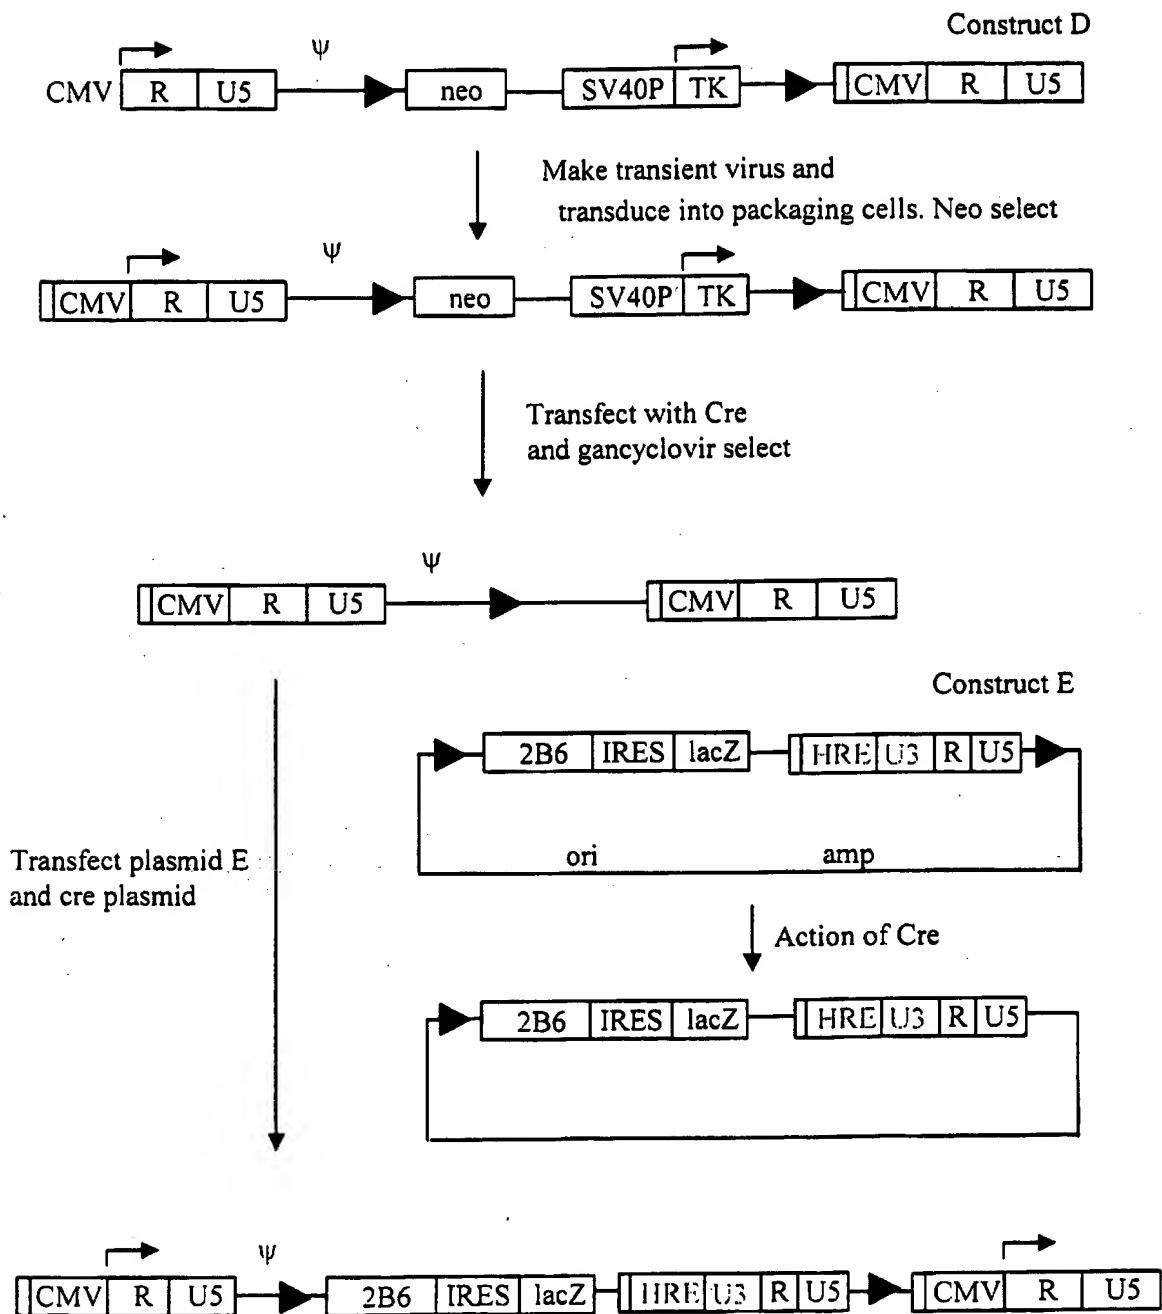 Construct D
ψ
CMV R U5 neo SV40P TK CMV R U5
Make transient virus and
transduce into packaging cells. Neo select
ψ
CMV R U5 neo SV40P TK CMV R U5
Transfect with Cre
and gancyclovir select
ψ
CMV R U5 CMV R U5
Construct E
2B6 IRES lacZ HRE U3 R U5
ori amp
Transfect plasmid E
and cre plasmid
Action of Cre
2B6 IRES lacZ HRE U3 R U5
ψ
CMV R U5 2B6 IRES lacZ HRE U3 R U5 CMV R U5